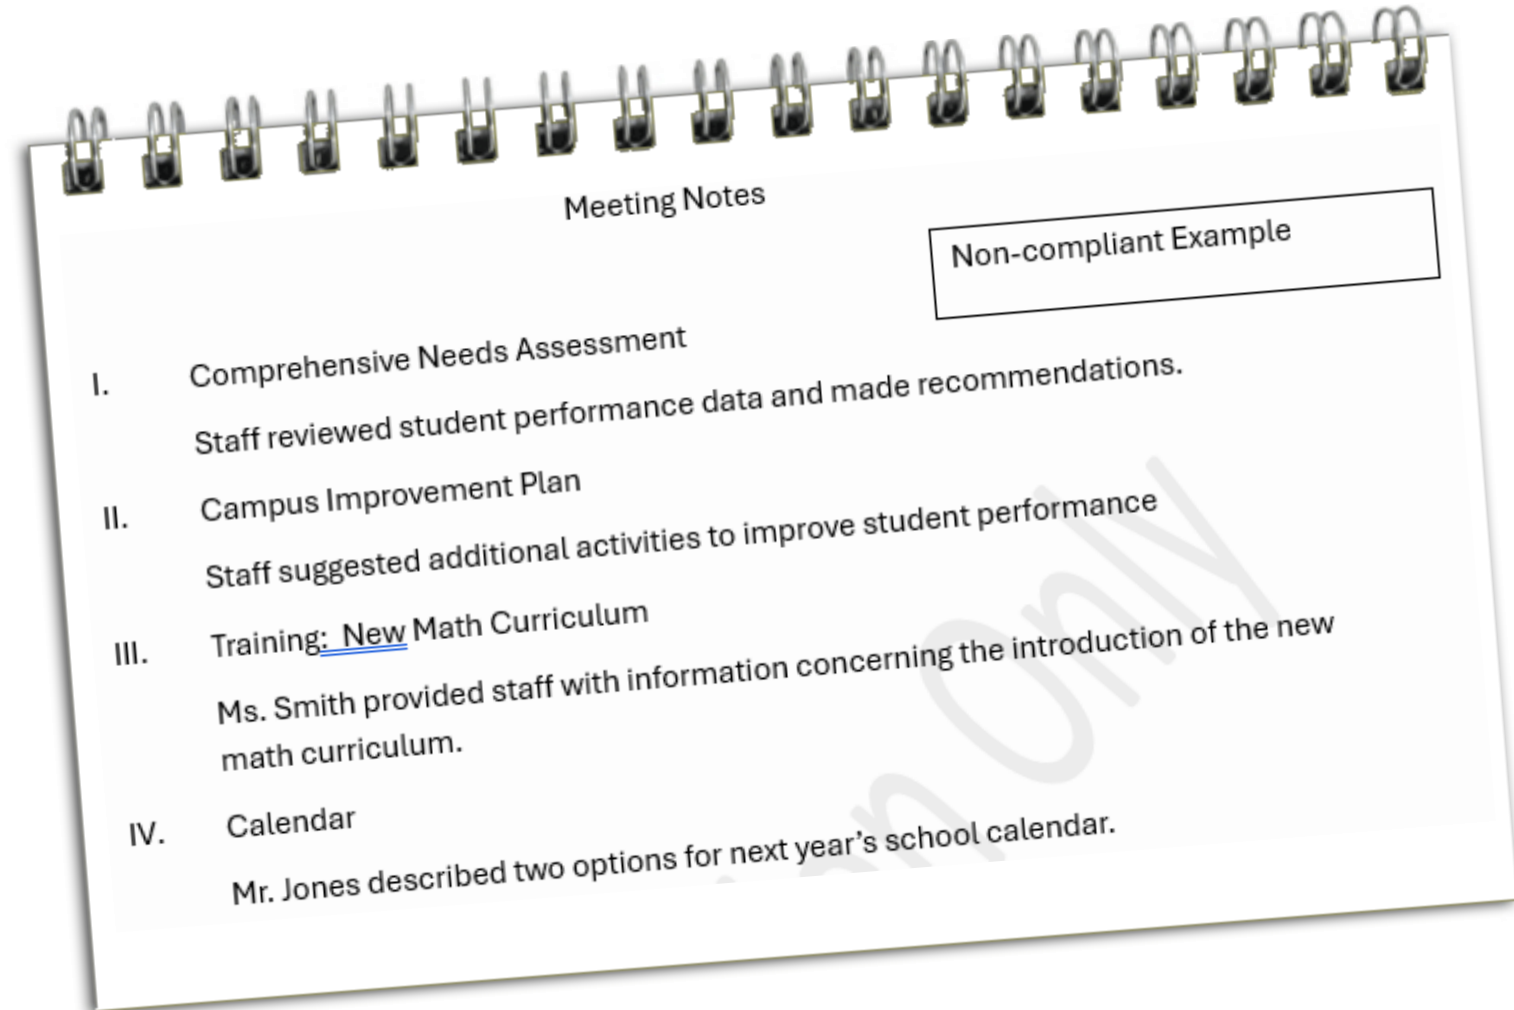 Meeting Notes
Non-compliant Example
I. Comprehensive Needs Assessment
Staff reviewed student performance data and made recommendations.
II. Campus Improvement Plan
Staff suggested additional activities to improve student performance
III. Training:  New Math Curriculum
Ms. Smith provided staff with information concerning the introduction of the new
math curriculum.
IV. Calendar
Mr. Jones described two options for next year’s school calendar.
Only